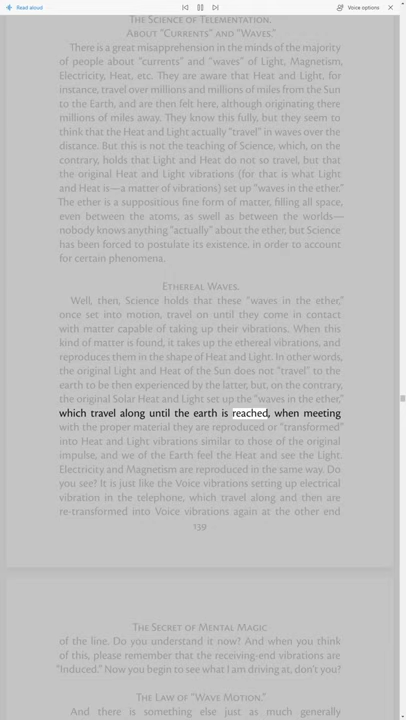 Read aloud
Voice options
The Science of Telementation.
About "Currents" and "Waves."
There is a great misapprehension in the minds of the majority
of people about "currents" and "waves" of Light, Magnetism,
Electricity, Heat, etc. They are aware that Heat and Light, for
instance, travel over millions and millions of miles from the Sun
to the Earth, and are then felt here, although originating there
millions of miles away. They know this fully, but they seem to
think that the Heat and Light actually "travel" in waves over the
distance. But this is not the teaching of Science, which, on the
contrary, holds that Light and Heat do not so travel, but that
the original Heat and Light vibrations (for that is what Light
and Heat is—a matter of vibrations) set up "waves in the ether."
The ether is a suppositious fine form of matter, filling all space,
even between the atoms, as swell as between the worlds—
nobody knows anything "actually" about the ether, but Science
has been forced to postulate its existence. in order to account
for certain phenomena.
Ethereal Waves.
Well, then, Science holds that these "waves in the ether,"
once set into motion, travel on until they come in contact
with matter capable of taking up their vibrations. When this
kind of matter is found, it takes up the ethereal vibrations, and
reproduces them in the shape of Heat and Light. In other words,
the original Light and Heat of the Sun does not "travel" to the
earth to be then experienced by the latter, but, on the contrary,
the original Solar Heat and Light set up the "waves in the ether,"
which travel along until the earth is reached, when meeting
with the proper material they are reproduced or "transformed"
into Heat and Light vibrations similar to those of the original
impulse, and we of the Earth feel the Heat and see the Light.
Electricity and Magnetism are reproduced in the same way. Do
you see? It is just like the Voice vibrations setting up electrical
vibration in the telephone, which travel along and then are
re-transformed into Voice vibrations again at the other end
139
The Secret of Mental Magic
of the line. Do you understand it now? And when you think
of this, please remember that the receiving-end vibrations are
"Induced." Now you begin to see what I am driving at, don't you?
The Law of "Wave Motion."
And there is something else just as much generally